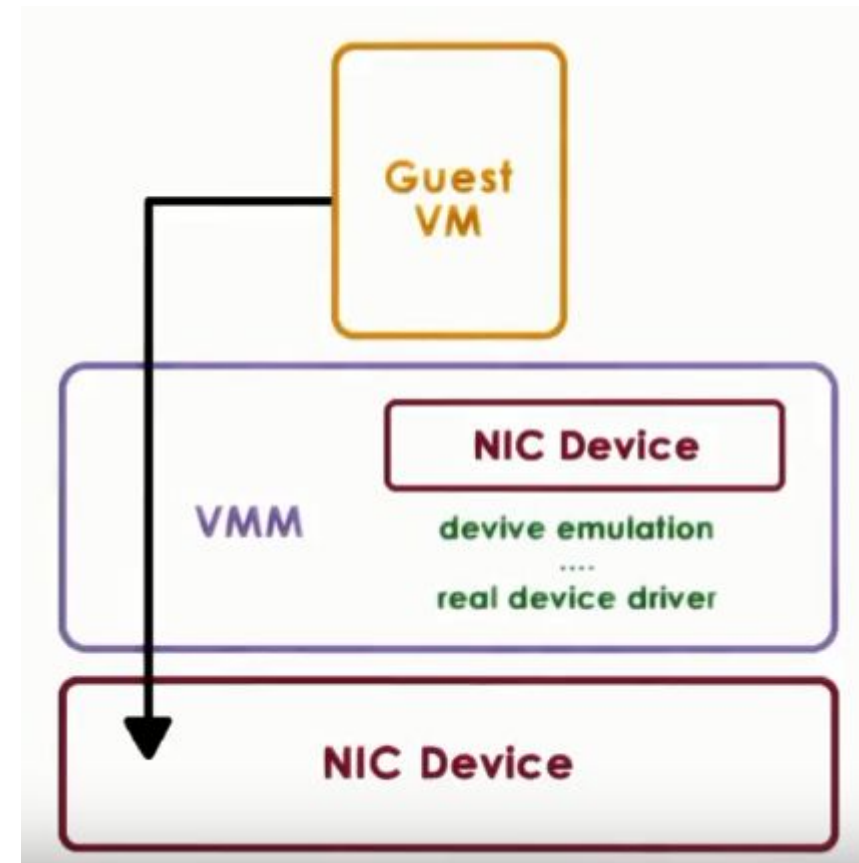 Guest
VM
NIC Device
VMM
devive emulation
....
real device driver
NIC Device